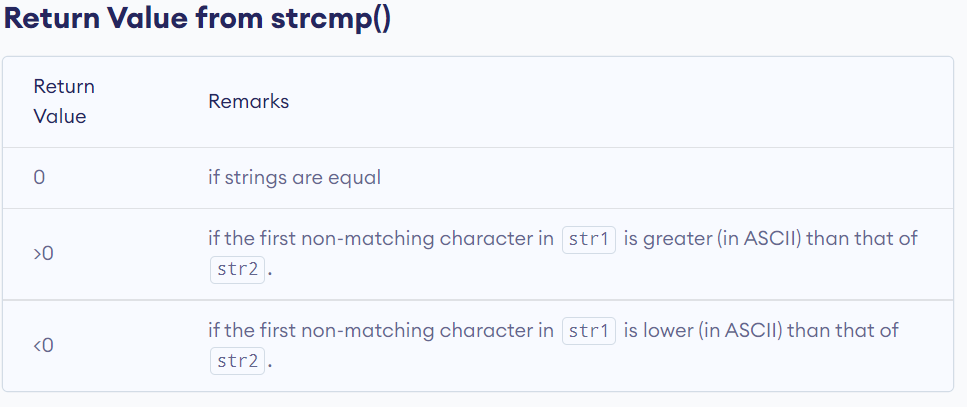 Return Value from strcmp()
Return
Value
Remarks
0
if strings are equal
>0
if the first non-matching character in str1 is greater (in ASCII) than that of
str2 .
<0
if the first non-matching character in str1 is lower (in ASCII) than that of
str2 .